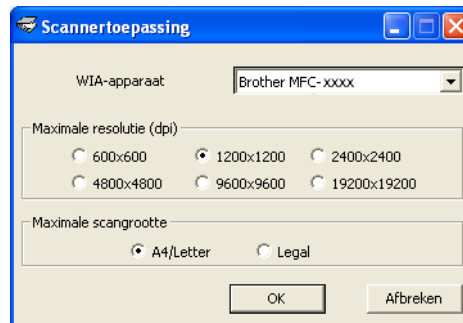 Scannertoepassing
WIA-apparaat Brother MFC-xxxx
Maximale resolutie (dpi)
600x600 1200x1200 2400x2400
4800x4800 9600x9600 19200x19200
Maximale scangrootte
A4/Letter Legal
OK Afbreken